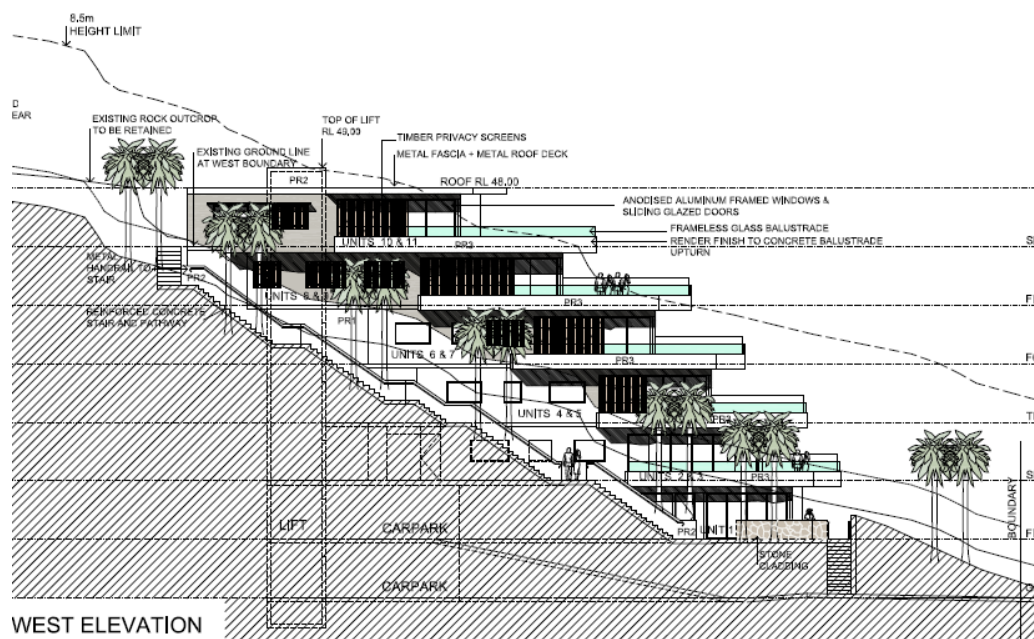 8.5m
HEIGHT LIMIT
D
EAR
EXISTING ROCK OUTCROP
TO BE RETAINED
TOP OF LIFT
RL 49.00
EXISTING GROUND LINE
AT WEST BOUNDARY
TIMBER PRIVACY SCREENS
METAL FASCIA + METAL ROOF DECK
PR2
ROOF RL 48.00
ANODISED ALUMINUM FRAMED WINDOWS &
SLIDING GLAZED DOORS
FRAMELESS GLASS BALUSTRADE
RENDER FINISH TO CONCRETE BALUSTRADE
UPTURN
UNITS 10 & 11
PR3
METAL
HANDRAIL TO
STAIR
PR2
UNITS 8 &
PR3
REINFORCED CONCRETE
STAIR AND PATHWAY
PR1
UNITS 6 & 7
PR3
UNITS 4 & 5
UNITS 2 & 3
PR3
LIFT
CARPARK
PR2
UNIT 1
STONE
CLADDING
BOUNDARY
CARPARK
WEST ELEVATION